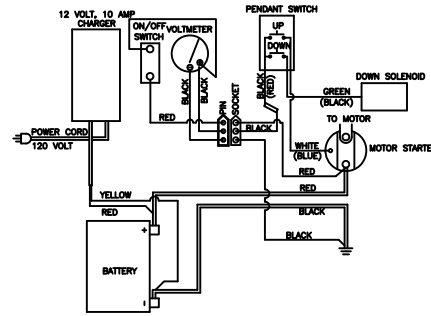 12 VOLT, 10 AMP
CHARGER
ON/OFF
SWITCH
VOLTMETER
PENDANT SWITCH
UP
DOWN
BLACK
BLACK
BLACK
(RED)
DOWN SOLENOID
GREEN
(BLACK)
PIN
SOCKET
RED
BLACK
TO MOTOR
POWER CORD
120 VOLT
WHITE
(BLUE)
MOTOR STARTE
RED
RED
YELLOW
RED
BLACK
BLACK
+
BATTERY
-